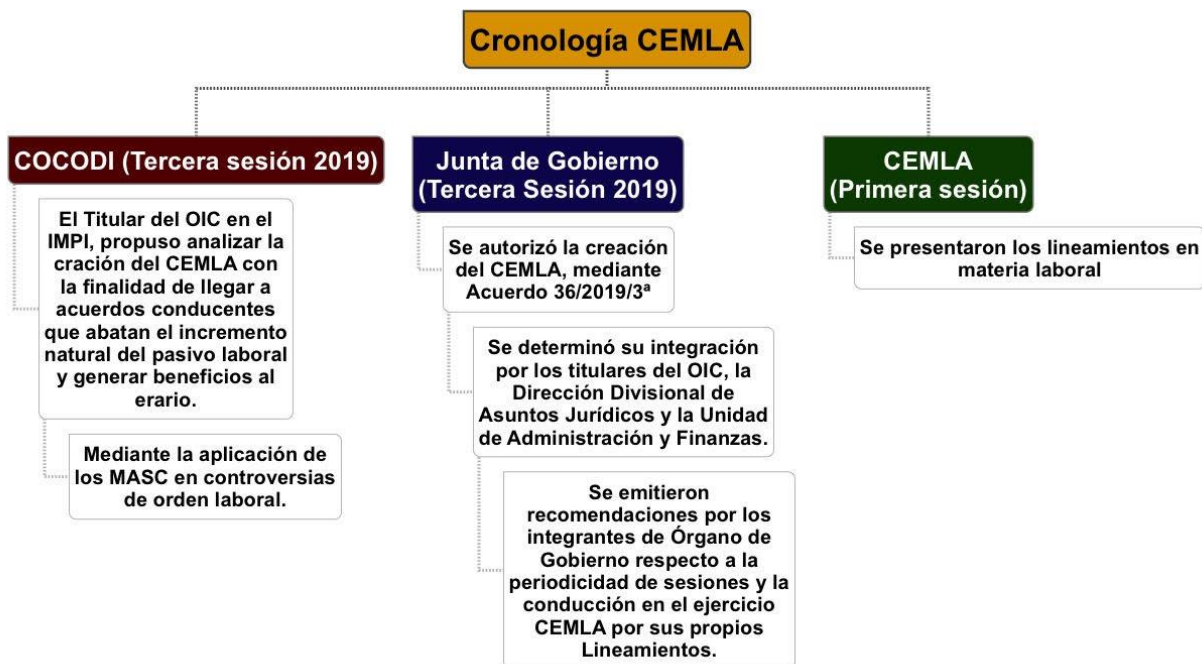 Cronología CEMLA
COCODI (Tercera sesión 2019)
El Titular del OIC en el
IMPI, propuso analizar la
cración del CEMLA con
la finalidad de llegar a
acuerdos conducentes
que abatan el incremento
natural del pasivo laboral
y generar beneficios al
erario.
Mediante la aplicación de
los MASC en controversias
de orden laboral.
Junta de Gobierno
(Tercera Sesión 2019)
Se autorizó la creación
del CEMLA, mediante
Acuerdo 36/2019/3ª
Se determinó su integración
por los titulares del OIC, la
Dirección Divisional de
Asuntos Jurídicos y la Unidad
de Administración y Finanzas.
Se emitieron
recomendaciones por los
integrantes de Órgano de
Gobierno respecto a la
periodicidad de sesiones y la
conducción en el ejercicio
CEMLA por sus propios
Lineamientos.
CEMLA
(Primera sesión)
Se presentaron los lineamientos en
materia laboral